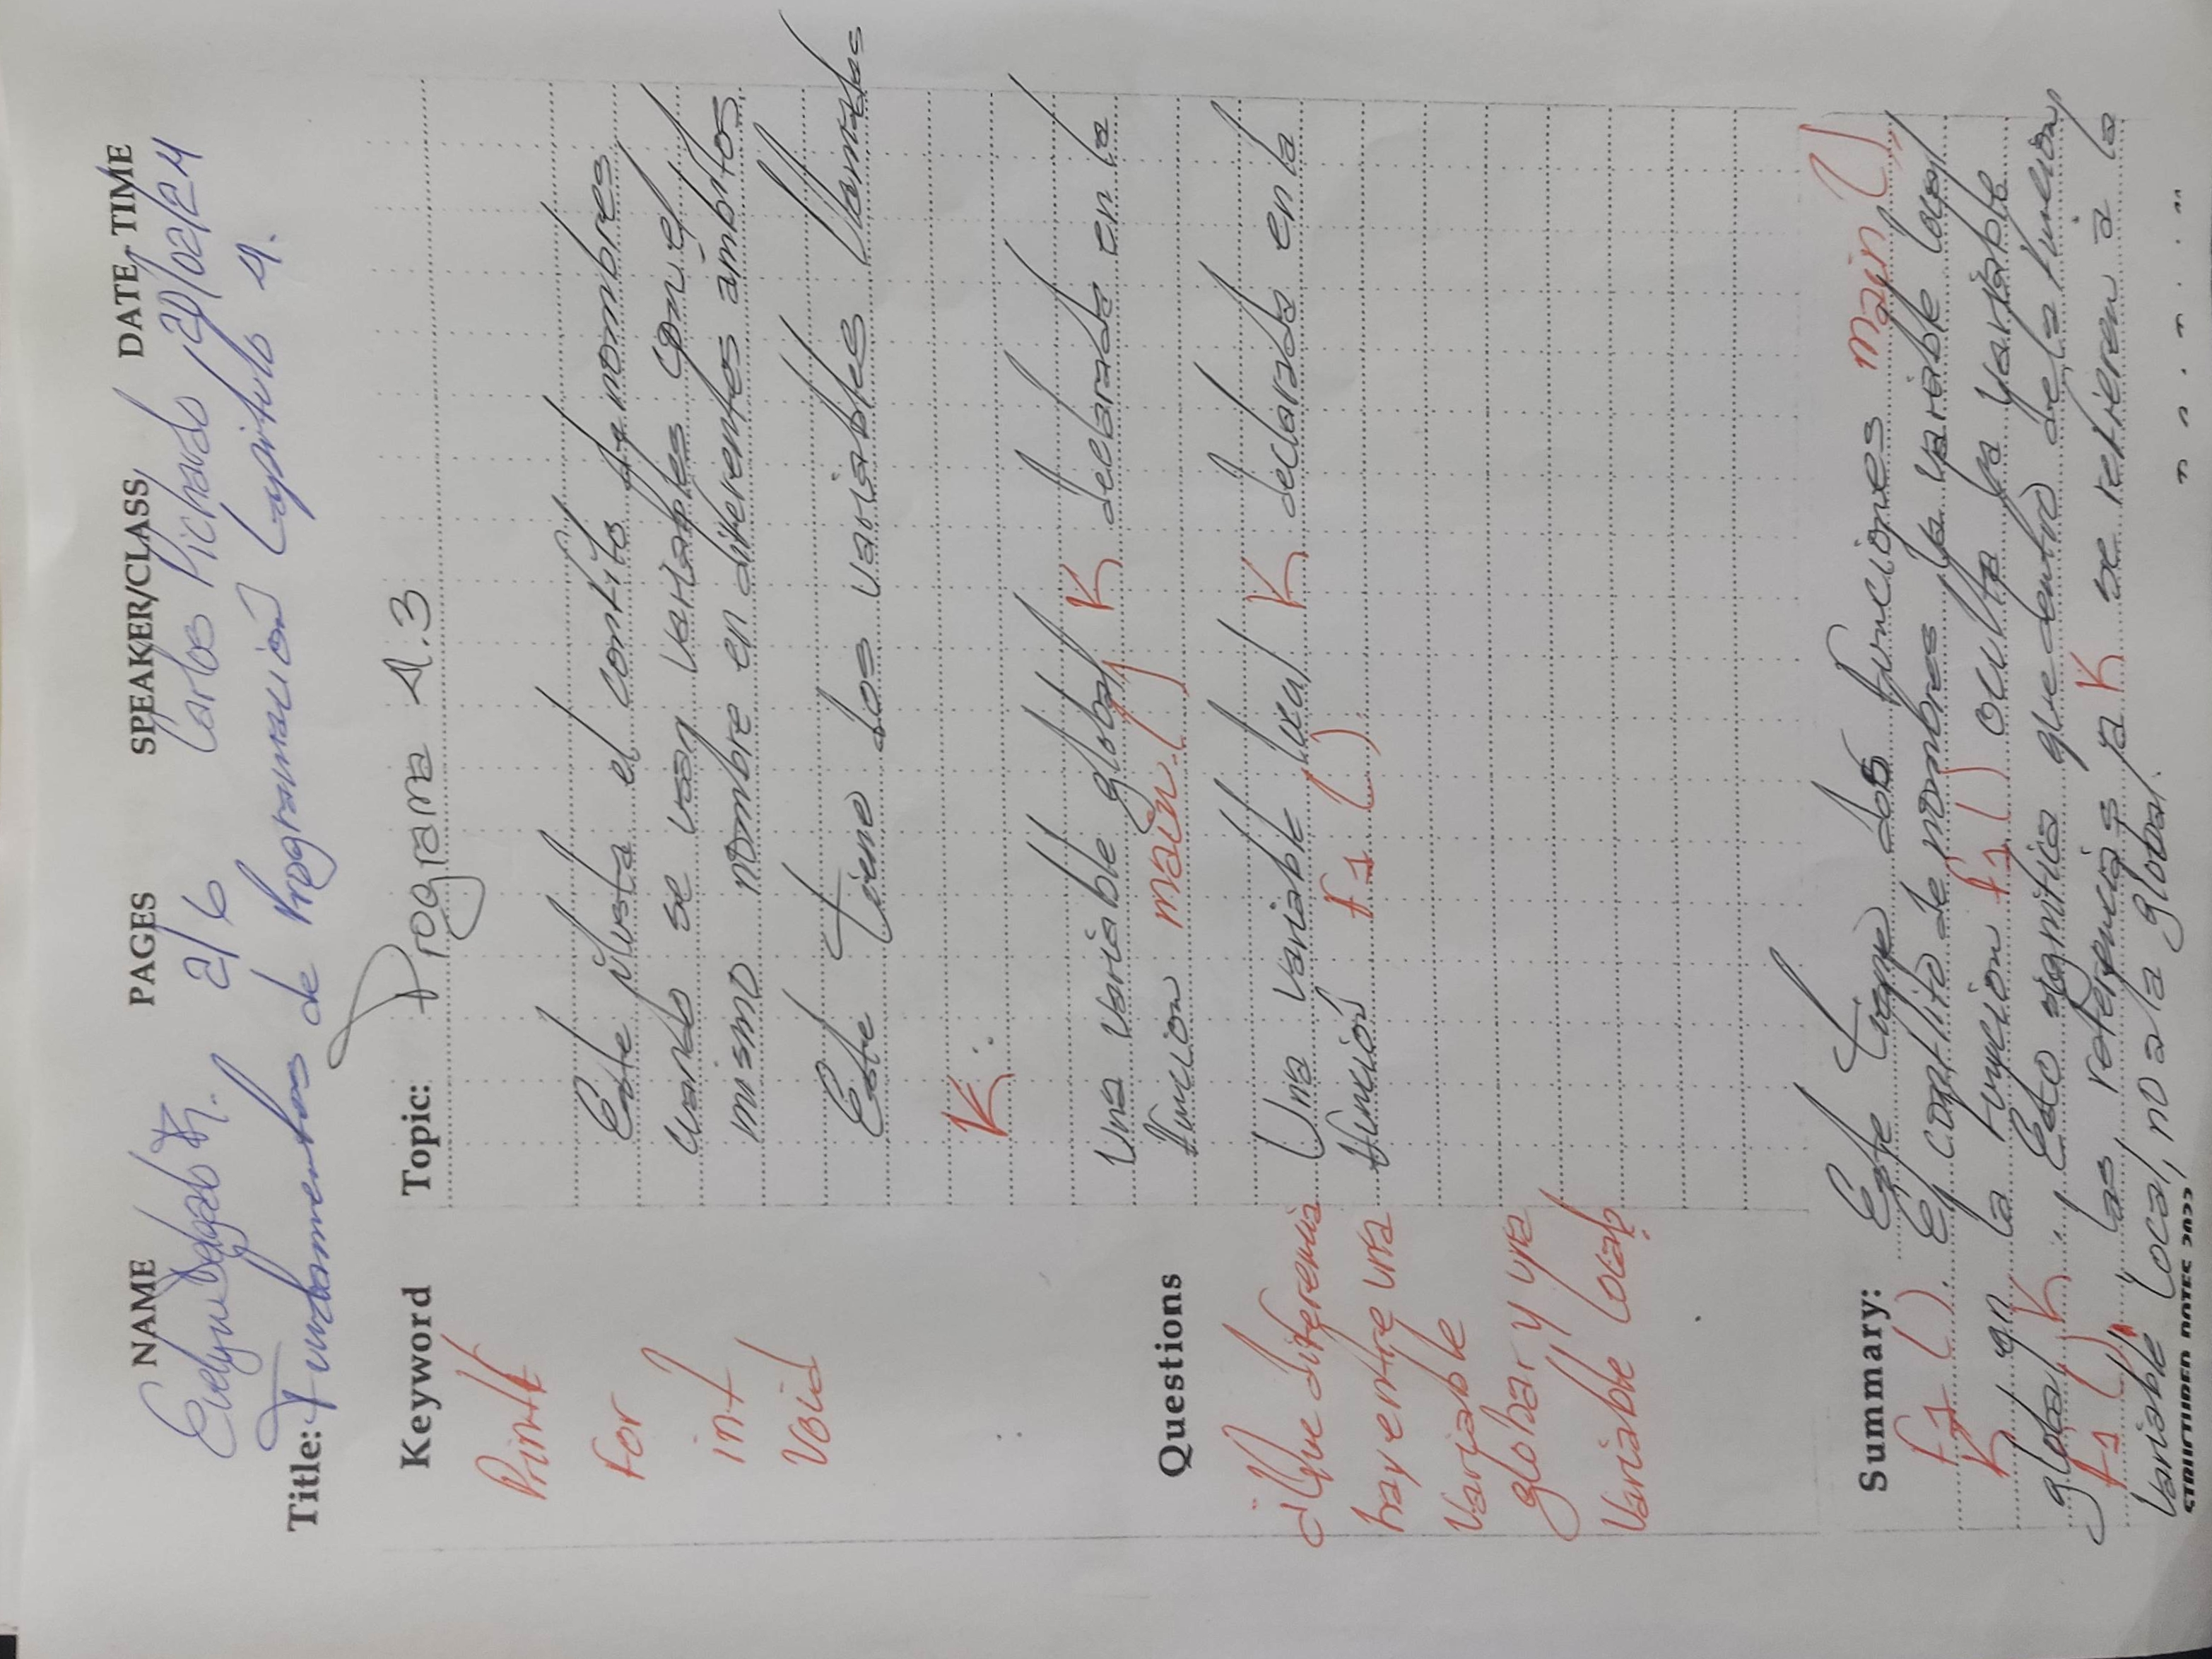 NAME PAGES SPEAKER/CLASS DATE-TIME
Evelyn Delgado R. 2/6 Carlos Pichardo 20/02/24
Title: Fundamentos de Programación Capitulo 4.
Keyword Topic: Programa 4.3
Printf
for
int
void
Este ilusta el conflito de nombres
cuando se usan variables con el
mismo nombre en diferentes ámbitos
Este Tiene dos variables llamadas
K:
Una variable global K declarada en la
función main ()
Una variable local K declarada en la
función f1 ().
Questions
¿Que diferencia
hay entre una
Variable
globar y una
Variable local?
Summary: Este Tiene dos funciones main (),
f1 (). El conflito de nombres la variable local
K, en la función f1 () oculta la variable
global K. Esto significa que dentro de la función,
f1 (), las referencias a K se refieren a la
variable local, no a la global.
STRUCTURED NOTES 2022